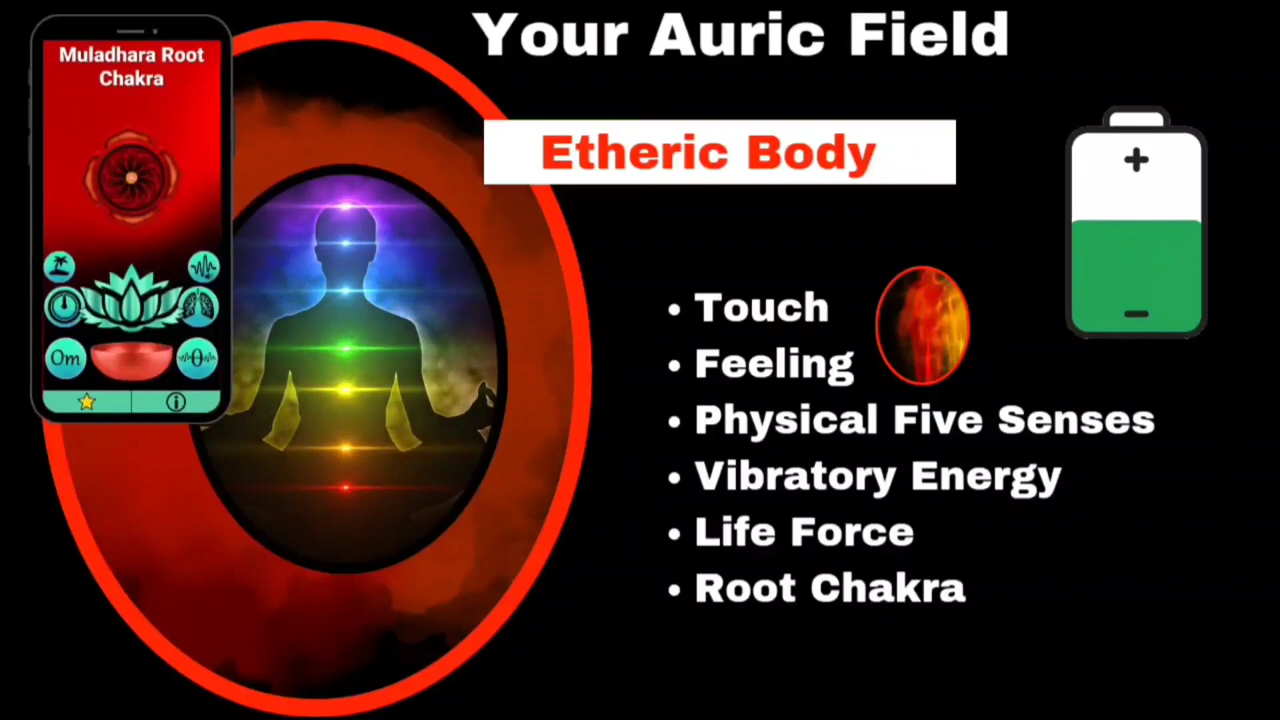 Your Auric Field
Muladhara Root
Chakra
Etheric Body
Om
• Touch
• Feeling
• Physical Five Senses
• Vibratory Energy
• Life Force
• Root Chakra